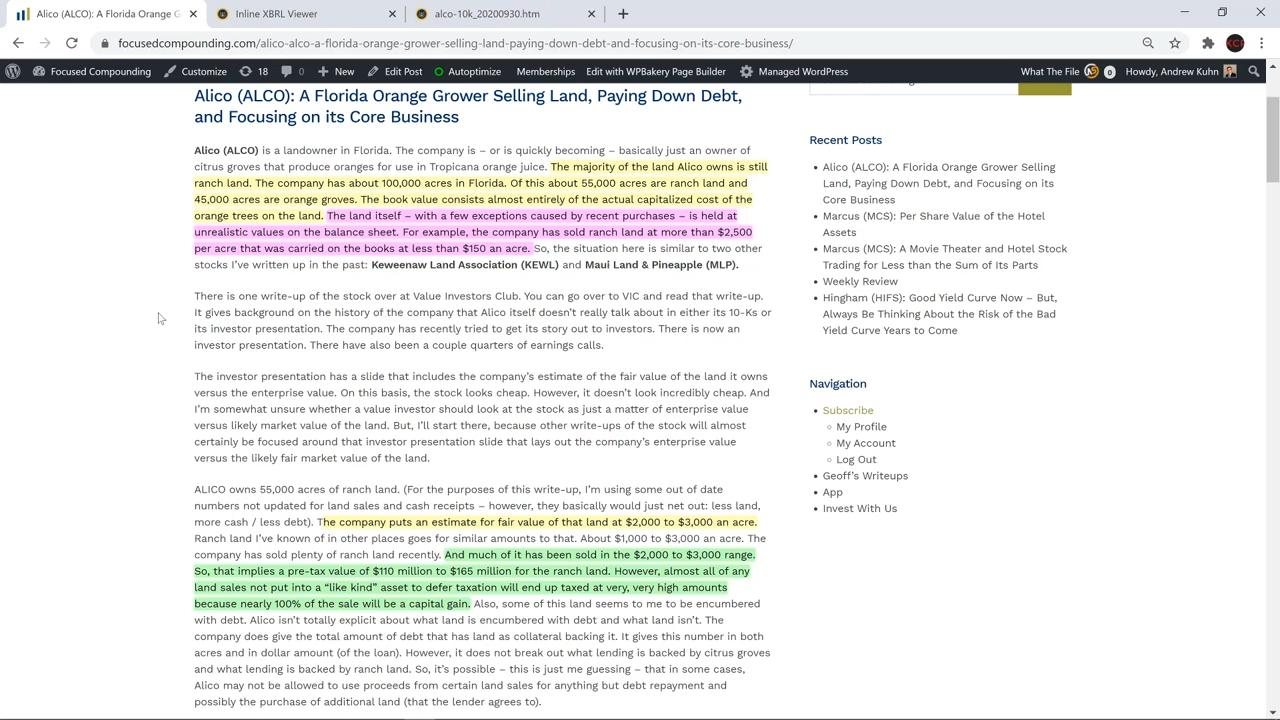 Alico (ALCO): A Florida Orange G
Inline XBRL Viewer
alco-10k_20200930.htm
focusedcompounding.com/alico-alco-a-florida-orange-grower-selling-land-paying-down-debt-and-focusing-on-its-core-business/
Focused Compounding
Customize
18
0
New
Edit Post
Autoptimize
Memberships
Edit with WPBakery Page Builder
Managed WordPress
What The File
0
Howdy, Andrew Kuhn
Alico (ALCO): A Florida Orange Grower Selling Land, Paying Down Debt,
and Focusing on its Core Business
Alico (ALCO) is a landowner in Florida. The company is – or is quickly becoming – basically just an owner of
citrus groves that produce oranges for use in Tropicana orange juice. The majority of the land Alico owns is still
ranch land. The company has about 100,000 acres in Florida. Of this about 55,000 acres are ranch land and
45,000 acres are orange groves. The book value consists almost entirely of the actual capitalized cost of the
orange trees on the land. The land itself – with a few exceptions caused by recent purchases – is held at
unrealistic values on the balance sheet. For example, the company has sold ranch land at more than $2,500
per acre that was carried on the books at less than $150 an acre. So, the situation here is similar to two other
stocks I've written up in the past: Keweenaw Land Association (KEWL) and Maui Land & Pineapple (MLP).
There is one write-up of the stock over at Value Investors Club. You can go over to VIC and read that write-up.
It gives background on the history of the company that Alico itself doesn't really talk about in either its 10-Ks or
its investor presentation. The company has recently tried to get its story out to investors. There is now an
investor presentation. There have also been a couple quarters of earnings calls.
The investor presentation has a slide that includes the company's estimate of the fair value of the land it owns
versus the enterprise value. On this basis, the stock looks cheap. However, it doesn't look incredibly cheap. And
I'm somewhat unsure whether a value investor should look at the stock as just a matter of enterprise value
versus likely market value of the land. But, I'll start there, because other write-ups of the stock will almost
certainly be focused around that investor presentation slide that lays out the company's enterprise value
versus the likely fair market value of the land.
ALICO owns 55,000 acres of ranch land. (For the purposes of this write-up, I'm using some out of date
numbers not updated for land sales and cash receipts – however, they basically would just net out: less land,
more cash / less debt). The company puts an estimate for fair value of that land at $2,000 to $3,000 an acre.
Ranch land I've known of in other places goes for similar amounts to that. About $1,000 to $3,000 an acre. The
company has sold plenty of ranch land recently. And much of it has been sold in the $2,000 to $3,000 range.
So, that implies a pre-tax value of $110 million to $165 million for the ranch land. However, almost all of any
land sales not put into a “like kind” asset to defer taxation will end up taxed at very, very high amounts
because nearly 100% of the sale will be a capital gain. Also, some of this land seems to me to be encumbered
with debt. Alico isn't totally explicit about what land is encumbered with debt and what land isn't. The
company does give the total amount of debt that has land as collateral backing it. It gives this number in both
acres and in dollar amount (of the loan). However, it does not break out what lending is backed by citrus groves
and what lending is backed by ranch land. So, it's possible – this is just me guessing – that in some cases,
Alico may not be allowed to use proceeds from certain land sales for anything but debt repayment and
possibly the purchase of additional land (that the lender agrees to).
Recent Posts
Alico (ALCO): A Florida Orange Grower
Selling Land, Paying Down Debt, and
Focusing on its Core Business
Marcus (MCS): Per Share Value of the Hotel
Assets
Marcus (MCS): A Movie Theater and Hotel Stock
Trading for Less than the Sum of Its Parts
Weekly Review
Hingham (HIFS): Good Yield Curve Now – But,
Always Be Thinking About the Risk of the Bad
Yield Curve Years to Come
Navigation
Subscribe
My Profile
My Account
Log Out
Geoff's Writeups
App
Invest With Us